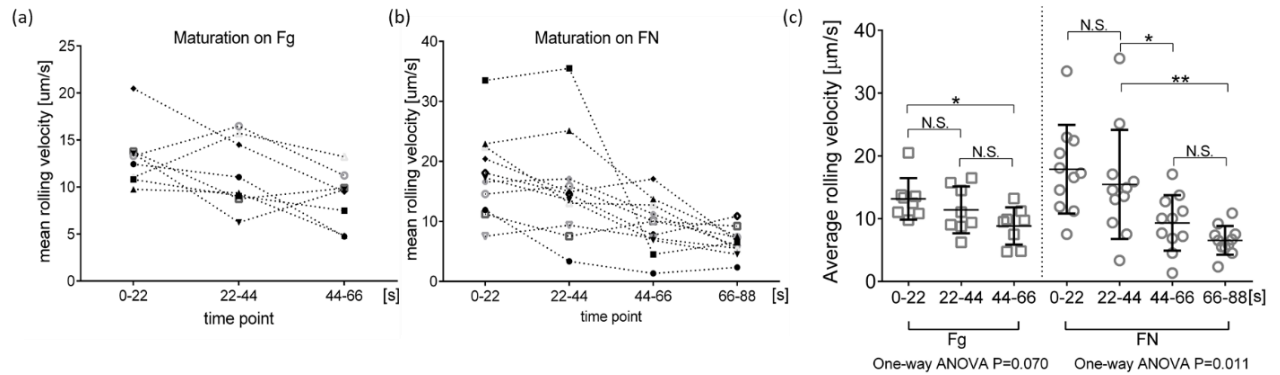 (a)
Maturation on Fg
mean rolling velocity [um/s]
25
20
15
10
5
0
0-22
22-44
44-66
[s]
time point
(b)
Maturation on FN
mean rolling velocity [um/s]
40
30
20
10
0
0-22
22-44
44-66
66-88
[s]
time point
(c)
Average rolling velocity [μm/s]
40
30
20
10
0
N.S.
*
**
*
N.S.
N.S.
N.S.
0-22
22-44
44-66
0-22
22-44
44-66
66-88[s]
Fg
FN
One-way ANOVA P=0.070
One-way ANOVA P=0.011